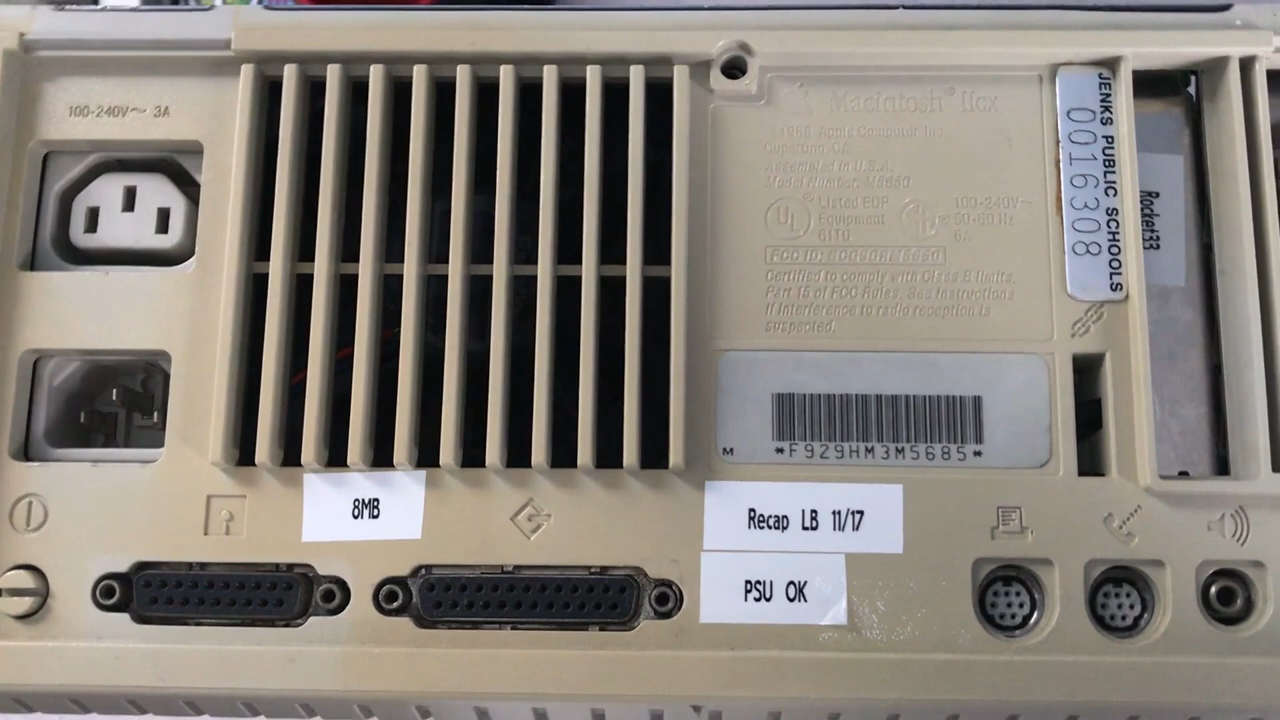 100-240V~ 3A
Macintosh® IIcx
1988 Apple Computer Inc.
Cupertino, CA
Assembled in U.S.A.
Model Number: M5650
UL
® Listed EDP
Equipment
61T0
100-240V~
50-60 Hz
6A
FCC ID:
Certified to comply with Class B limits,
Part 15 of FCC Rules. See instructions
if interference to radio reception is
suspected.
JENKS PUBLIC SCHOOLS
0016308
Rocket33
M
*F929HM3M5685*
8MB
Recap LB 11/17
PSU OK